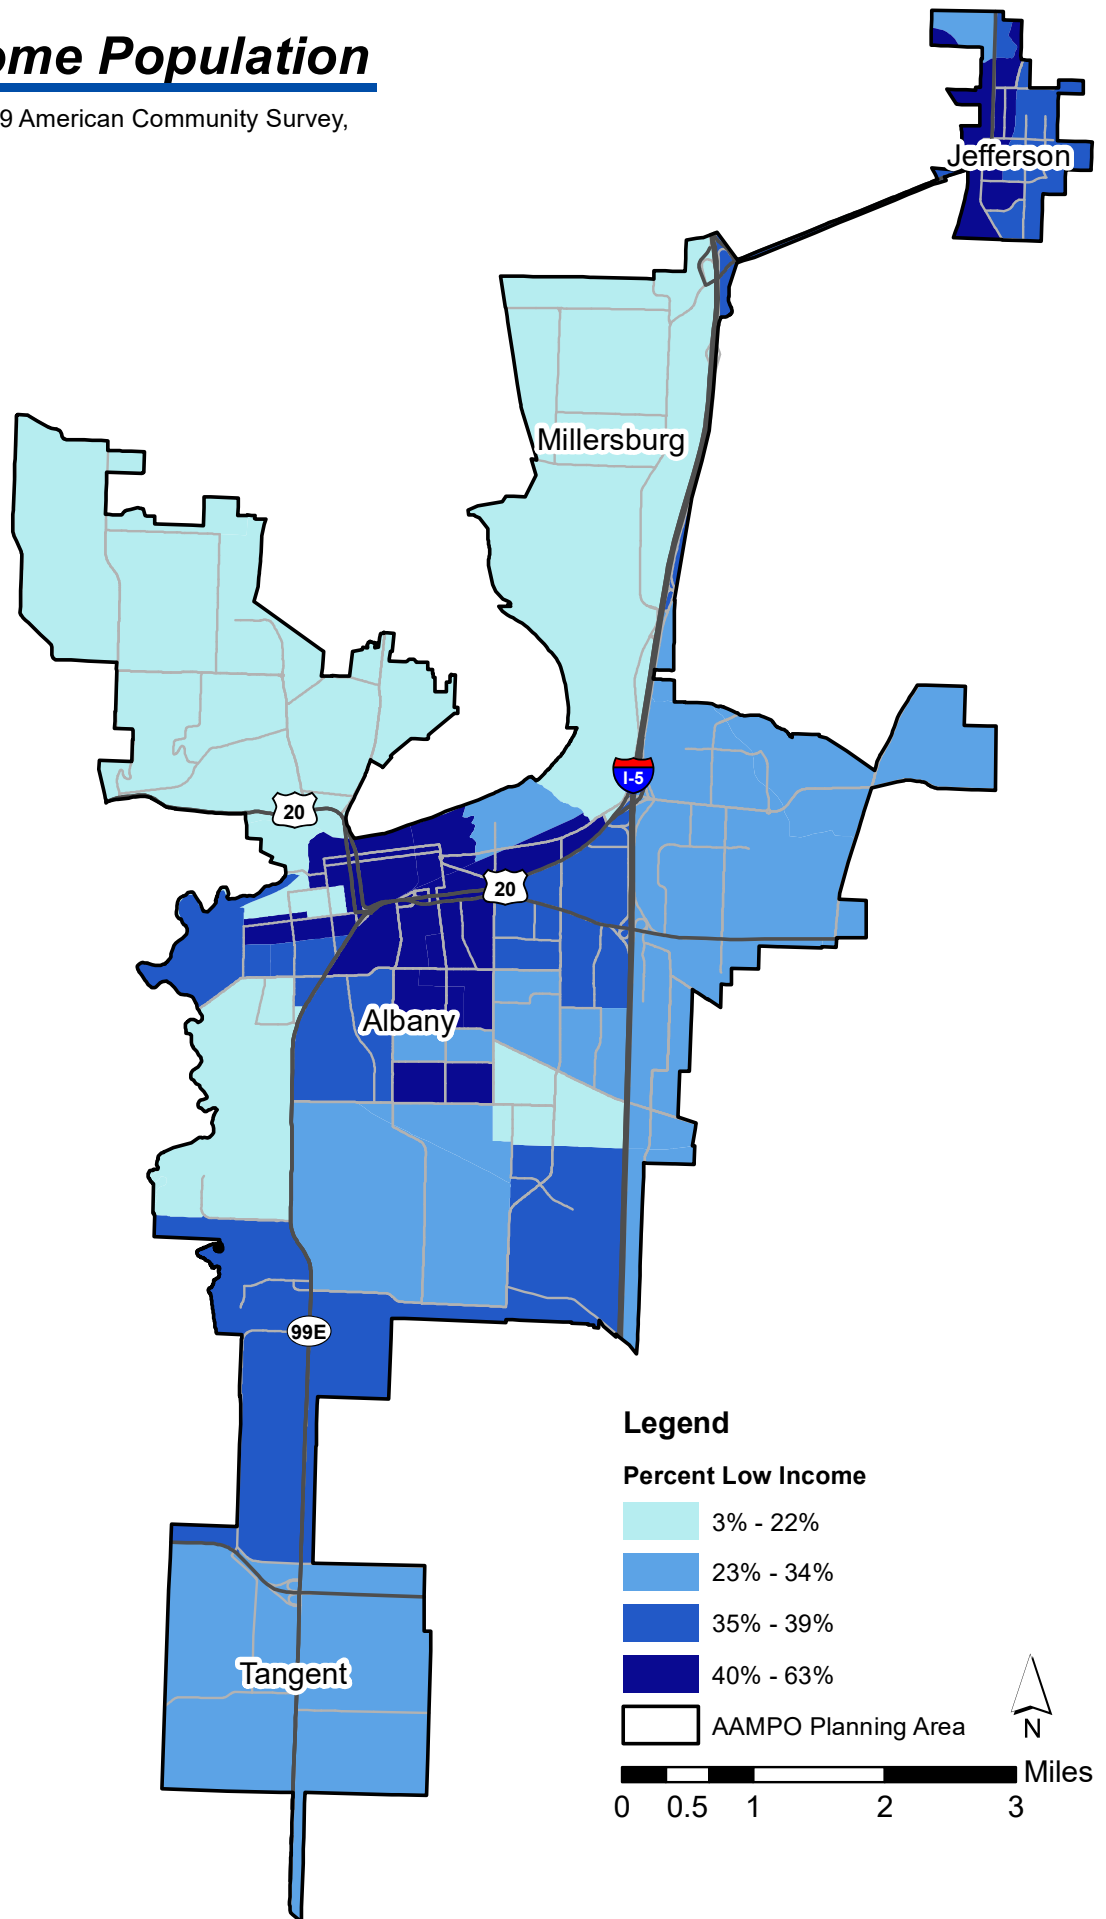 ome Population
9 American Community Survey,
Jefferson
Millersburg
I-5
20
20
Albany
99E
Legend
Percent Low Income
3% - 22%
23% - 34%
35% - 39%
40% - 63%
Tangent
AAMPO Planning Area
N
Miles
0 0.5 1 2 3